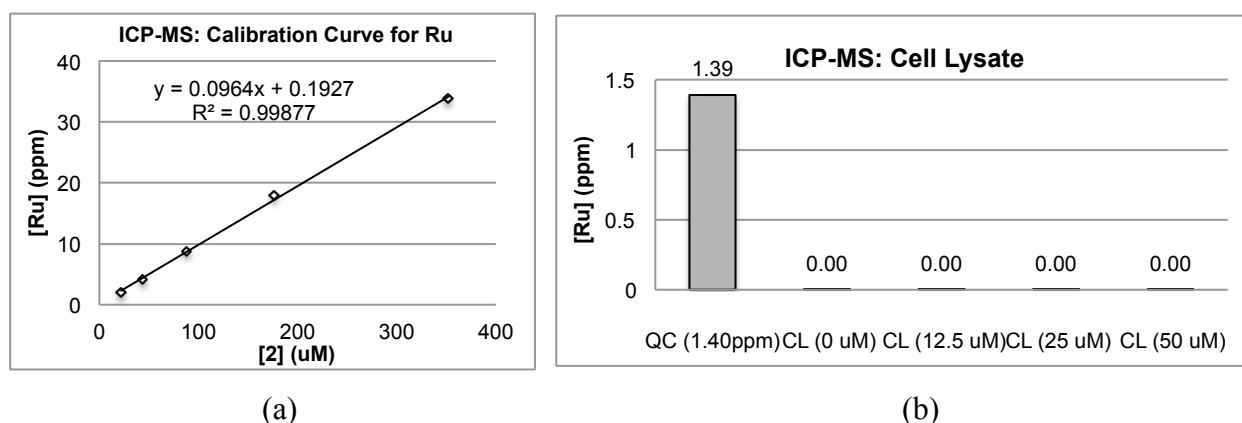 ICP-MS: Calibration Curve for Ru
y = 0.0964x + 0.1927
R² = 0.99877
40
30
20
10
0
[Ru] (ppm)
0 100 200 300 400
[2] (uM)
(a)
ICP-MS: Cell Lysate
1.39
1.5
1
0.5
0
[Ru] (ppm)
0.00 0.00 0.00 0.00
QC (1.40ppm) CL (0 uM) CL (12.5 uM) CL (25 uM) CL (50 uM)
(b)